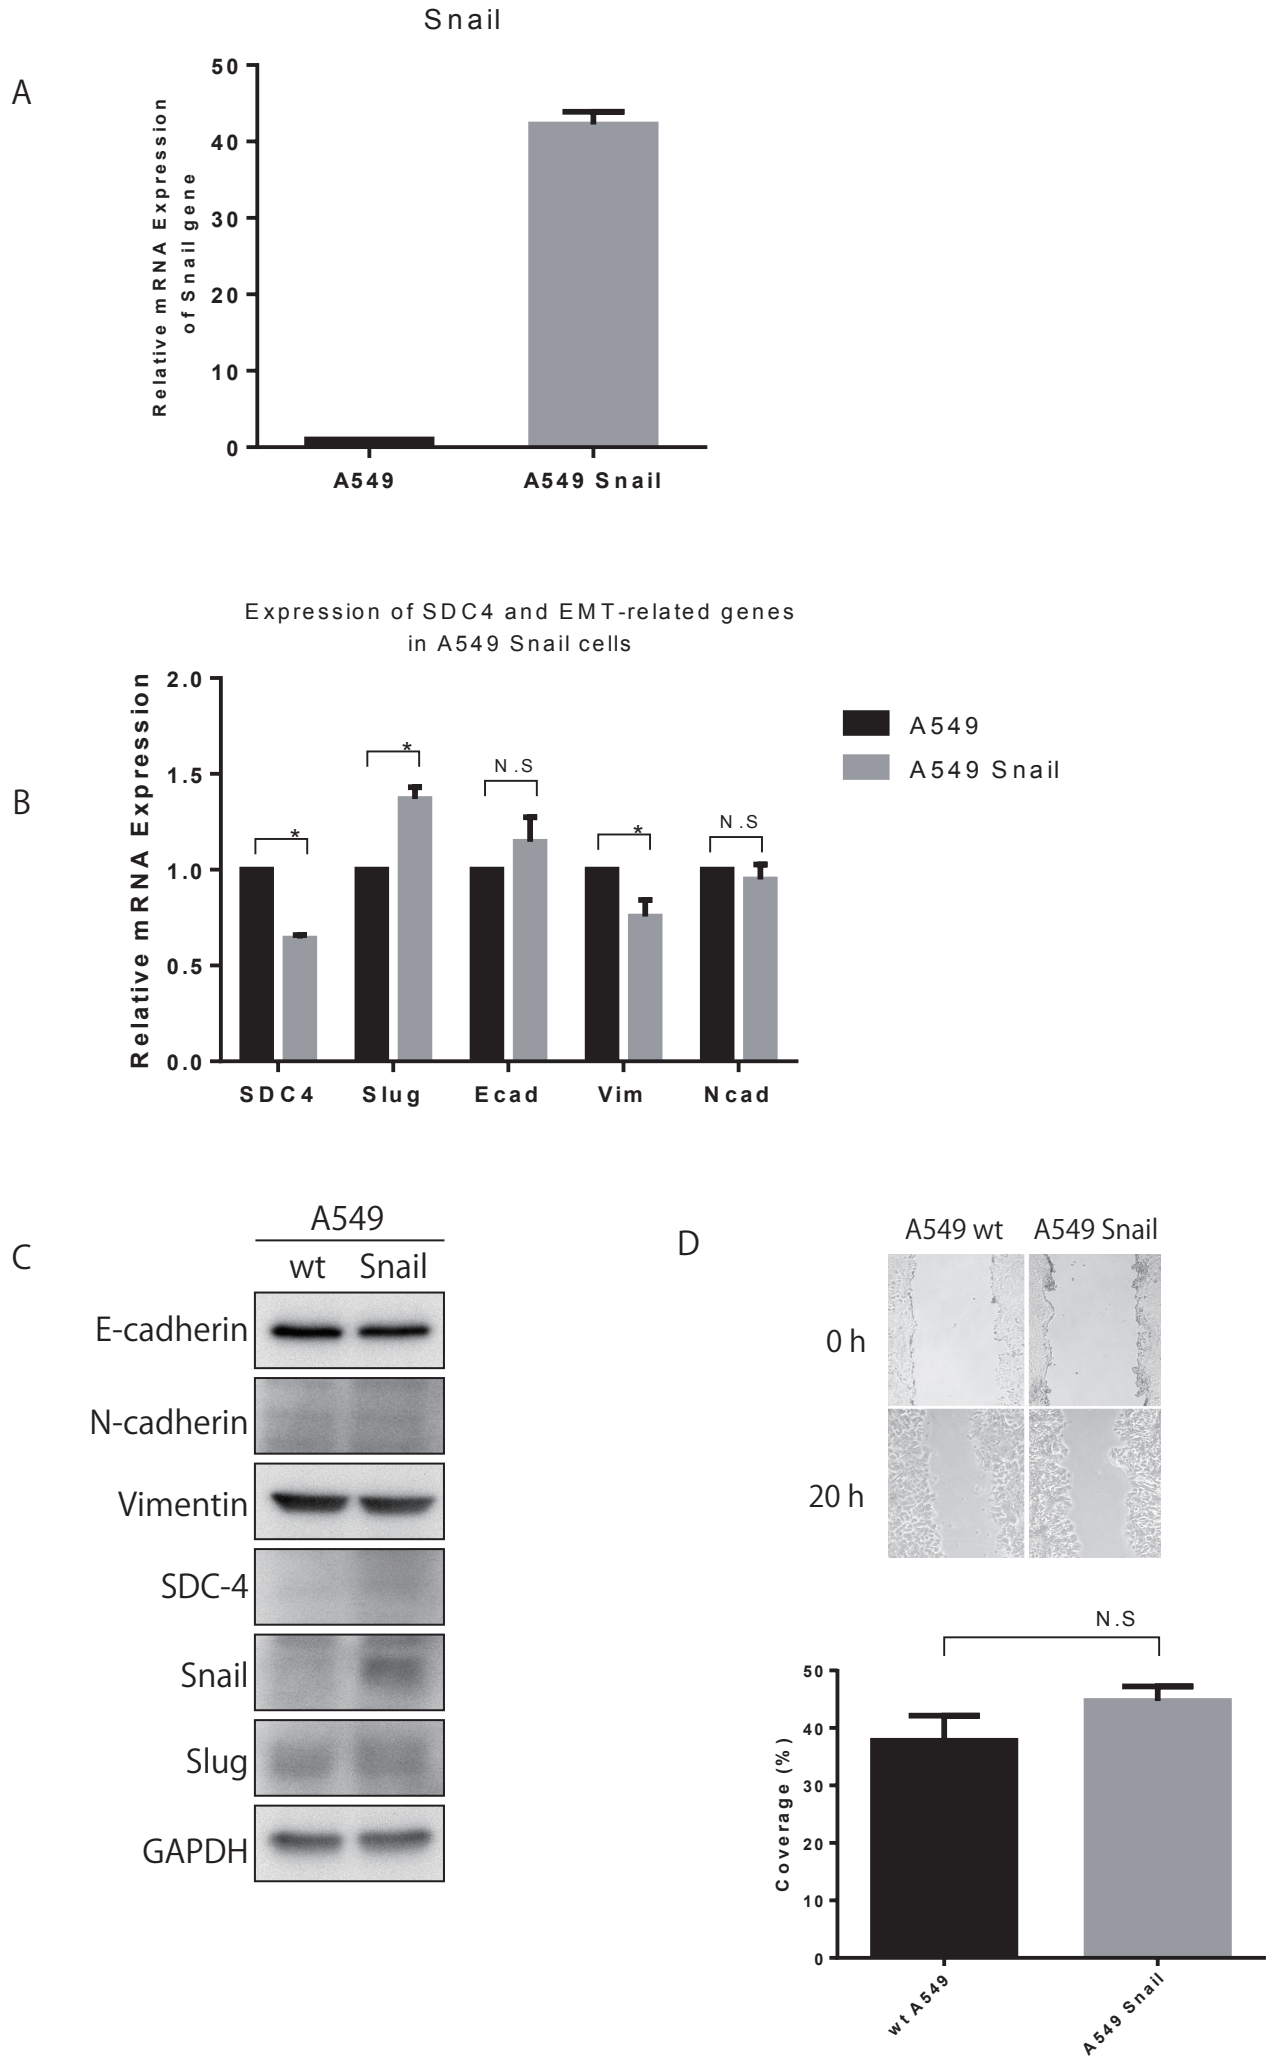 Snail
A
Relative mRNA Expression
of Snail gene
50
40
30
20
10
0
A549
A549 Snail
Expression of SDC4 and EMT-related genes
in A549 Snail cells
B
Relative mRNA Expression
2.0
1.5
1.0
0.5
0.0
*
*
N.S
*
N.S
SDC4
Slug
Ecad
Vim
Ncad
A549
A549 Snail
C
A549
wt Snail
E-cadherin
N-cadherin
Vimentin
SDC-4
Snail
Slug
GAPDH
D
A549 wt
A549 Snail
0 h
20 h
N.S
Coverage (%)
50
40
30
20
10
0
wt A549
A549 Snail